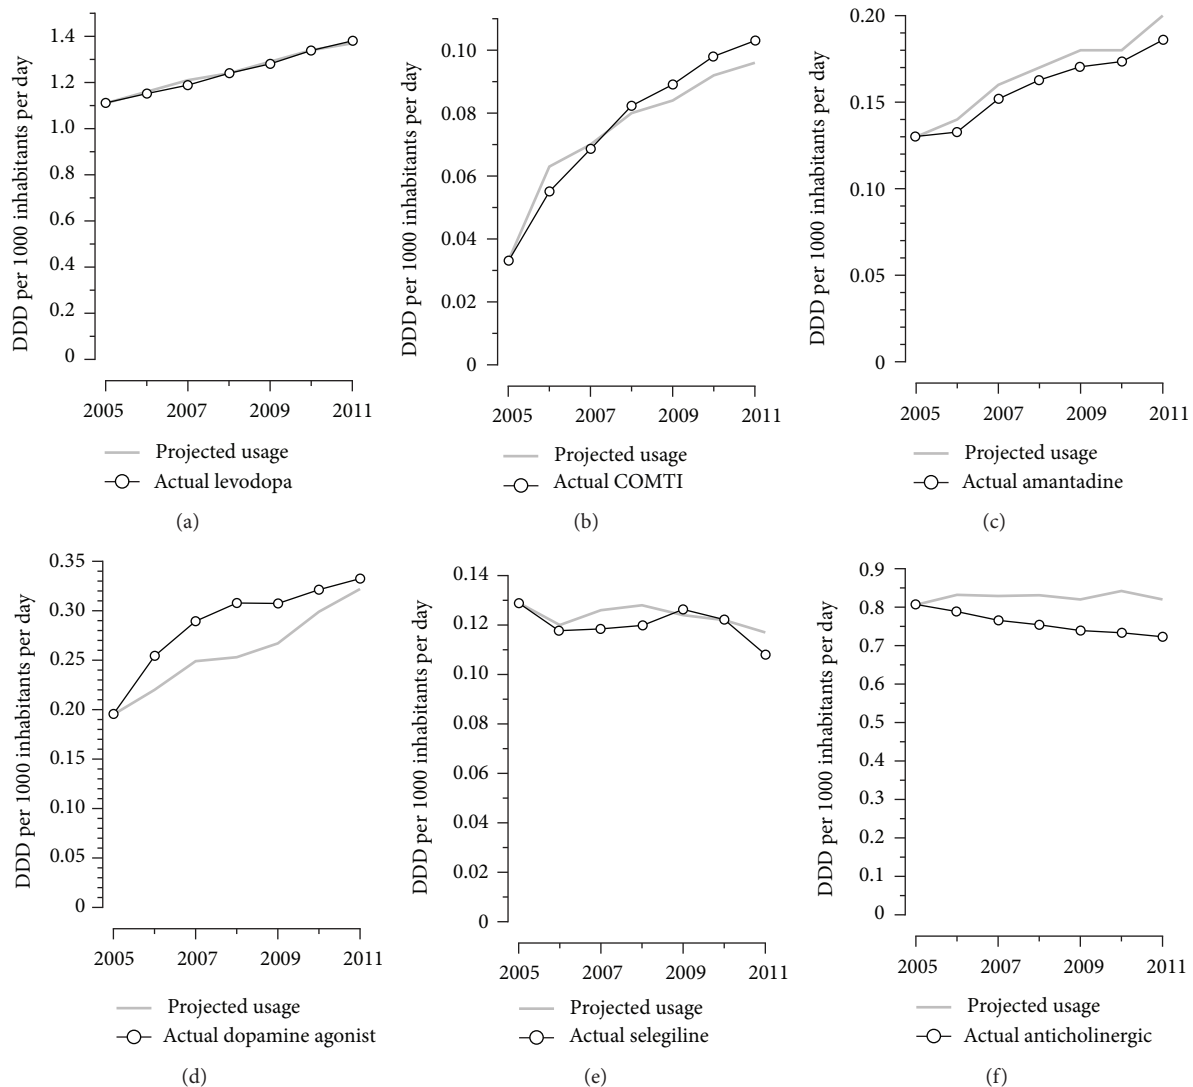 DDD per 1000 inhabitants per day
1.4
1.2
1.0
0.8
0.6
0.4
0.2
0
2005 2007 2009 2011
Projected usage
Actual levodopa
(a)
DDD per 1000 inhabitants per day
0.10
0.08
0.06
0.04
0.02
0
2005 2007 2009 2011
Projected usage
Actual COMTI
(b)
DDD per 1000 inhabitants per day
0.20
0.15
0.10
0.05
0
2005 2007 2009 2011
Projected usage
Actual amantadine
(c)
DDD per 1000 inhabitants per day
0.35
0.30
0.25
0.20
0.15
0.10
0.05
0
2005 2007 2009 2011
Projected usage
Actual dopamine agonist
(d)
DDD per 1000 inhabitants per day
0.14
0.12
0.10
0.08
0.06
0.04
0.02
0
2005 2007 2009 2011
Projected usage
Actual selegiline
(e)
DDD per 1000 inhabitants per day
0.9
0.8
0.7
0.6
0.5
0.4
0.3
0.2
0.1
0
2005 2007 2009 2011
Projected usage
Actual anticholinergic
(f)